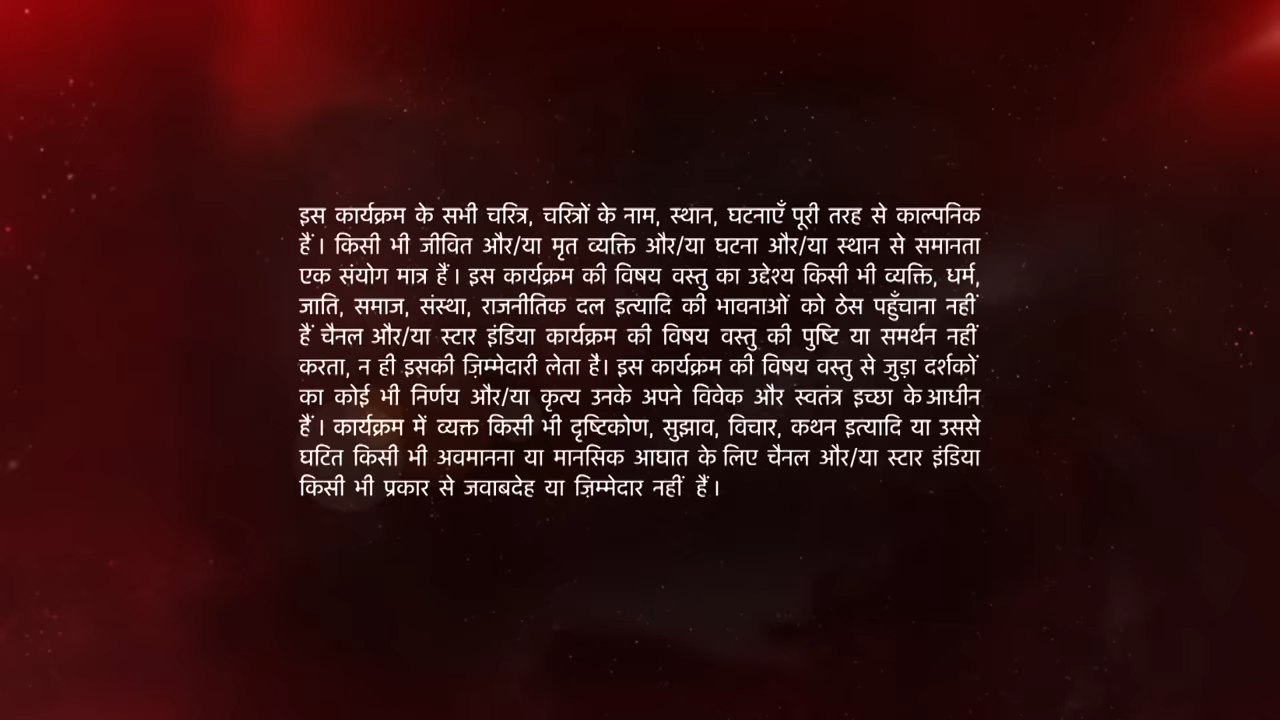 इस कार्यक्रम के सभी चरित्र, चरित्रों के नाम, स्थान, घटनाएँ पूरी तरह से काल्पनिक
हैं । किसी भी जीवित और/या मृत व्यक्ति और/या घटना और/या स्थान से समानता
एक संयोग मात्र हैं । इस कार्यक्रम की विषय वस्तु का उद्देश्य किसी भी व्यक्ति, धर्म,
जाति, समाज, संस्था, राजनीतिक दल इत्यादि की भावनाओं को ठेस पहुँचाना नहीं
हैं चैनल और/या स्टार इंडिया कार्यक्रम की विषय वस्तु की पुष्टि या समर्थन नहीं
करता, न ही इसकी ज़िम्मेदारी लेता है। इस कार्यक्रम की विषय वस्तु से जुड़ा दर्शकों
का कोई भी निर्णय और/या कृत्य उनके अपने विवेक और स्वतंत्र इच्छा के आधीन
हैं । कार्यक्रम में व्यक्त किसी भी दृष्टिकोण, सुझाव, विचार, कथन इत्यादि या उससे
घटित किसी भी अवमानना या मानसिक आघात के लिए चैनल और/या स्टार इंडिया
किसी भी प्रकार से जवाबदेह या ज़िम्मेदार नहीं हैं ।